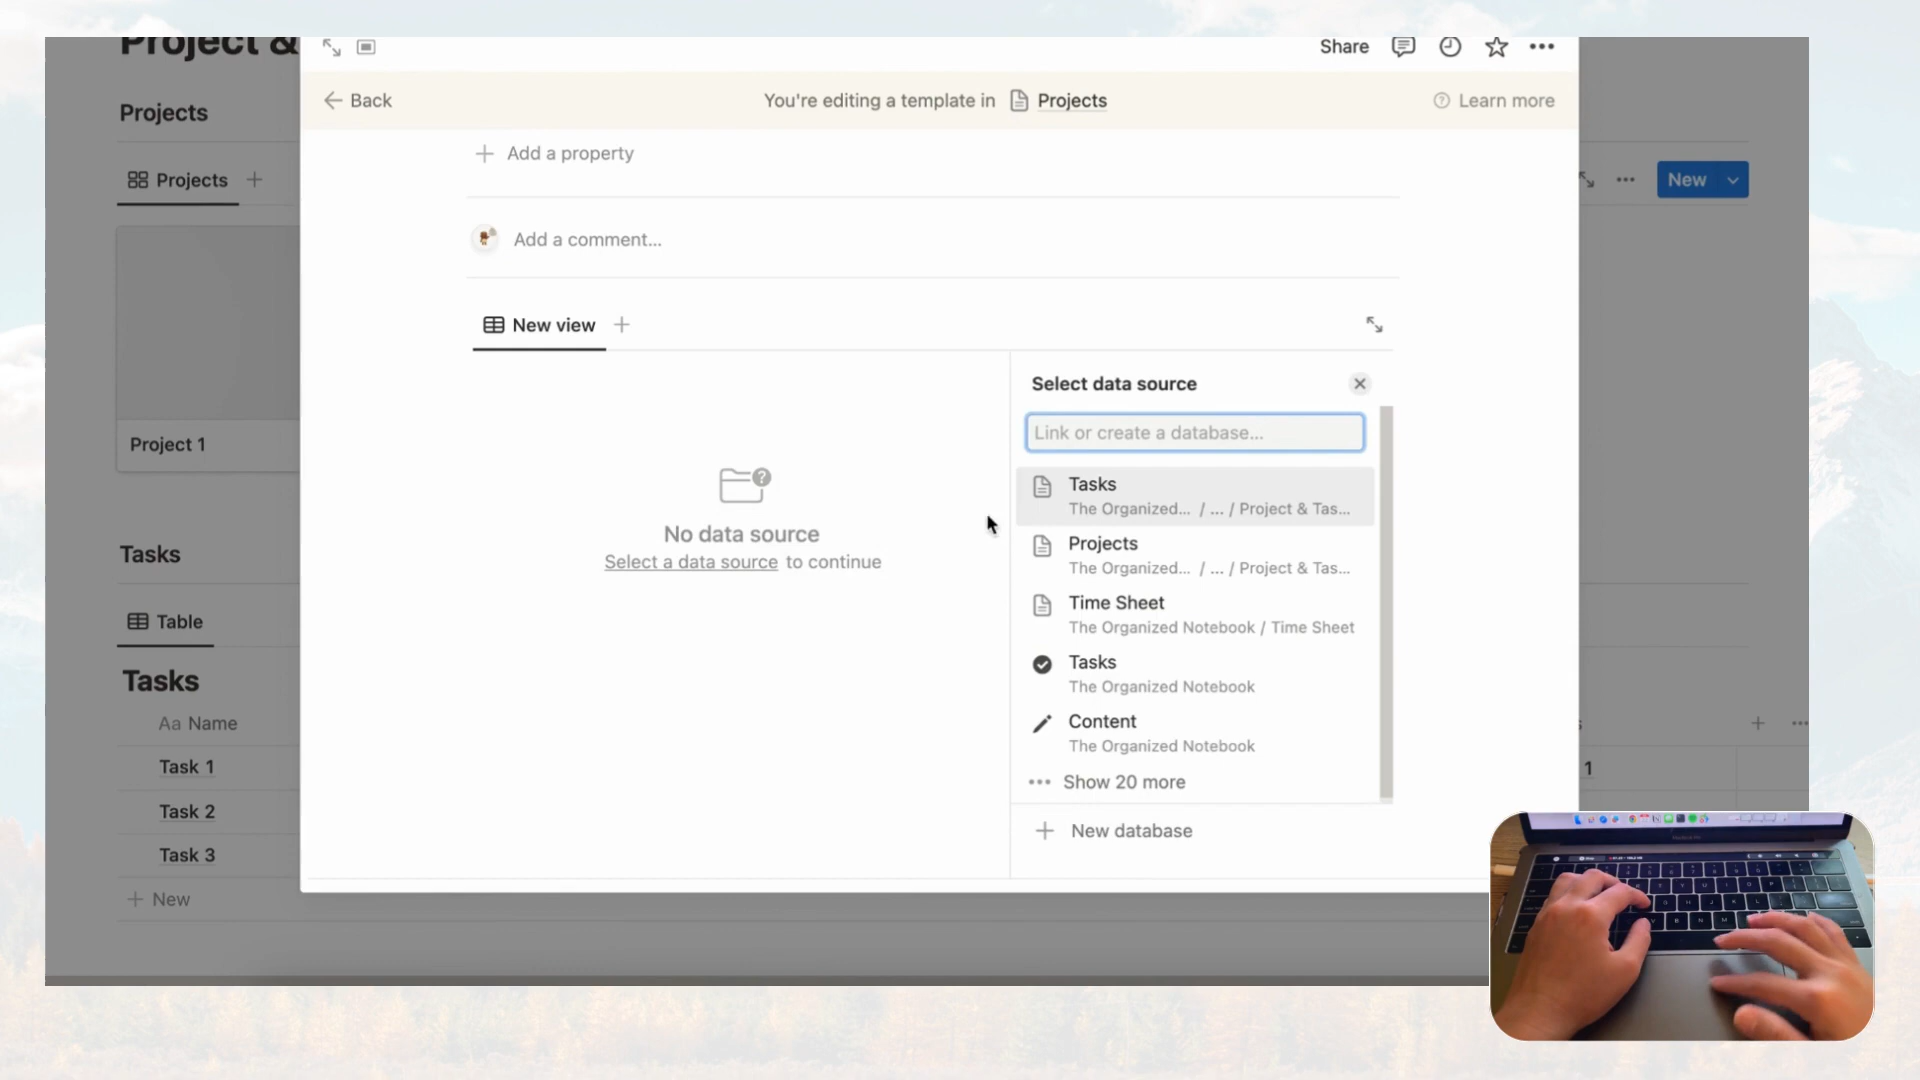 Project &
Share
Back
You're editing a template in Projects
Learn more
Projects
Add a property
Projects
New
Add a comment...
New view
Select data source
Link or create a database...
Project 1
Tasks
The Organized... / ... / Project & Tas...
No data source
Select a data source to continue
Projects
The Organized... / ... / Project & Tas...
Tasks
Time Sheet
The Organized Notebook / Time Sheet
Table
Tasks
The Organized Notebook
Tasks
Aa Name
Content
The Organized Notebook
Task 1
1
Show 20 more
Task 2
New database
Task 3
New